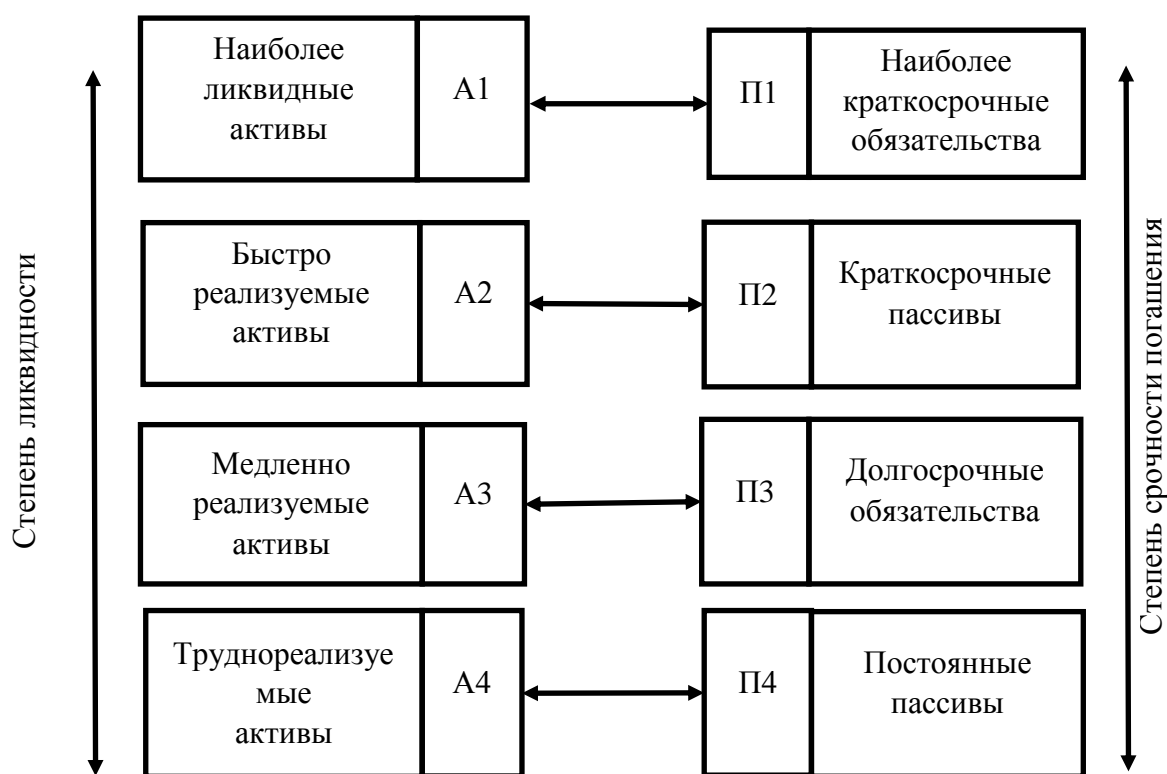 Степень ликвидности
Наиболее
ликвидные
активы
А1
П1
Наиболее
краткосрочные
обязательства
Быстро
реализуемые
активы
А2
П2
Краткосрочные
пассивы
Медленно
реализуемые
активы
А3
П3
Долгосрочные
обязательства
Труднореализуе
мые
активы
А4
П4
Постоянные
пассивы
Степень срочности погашения